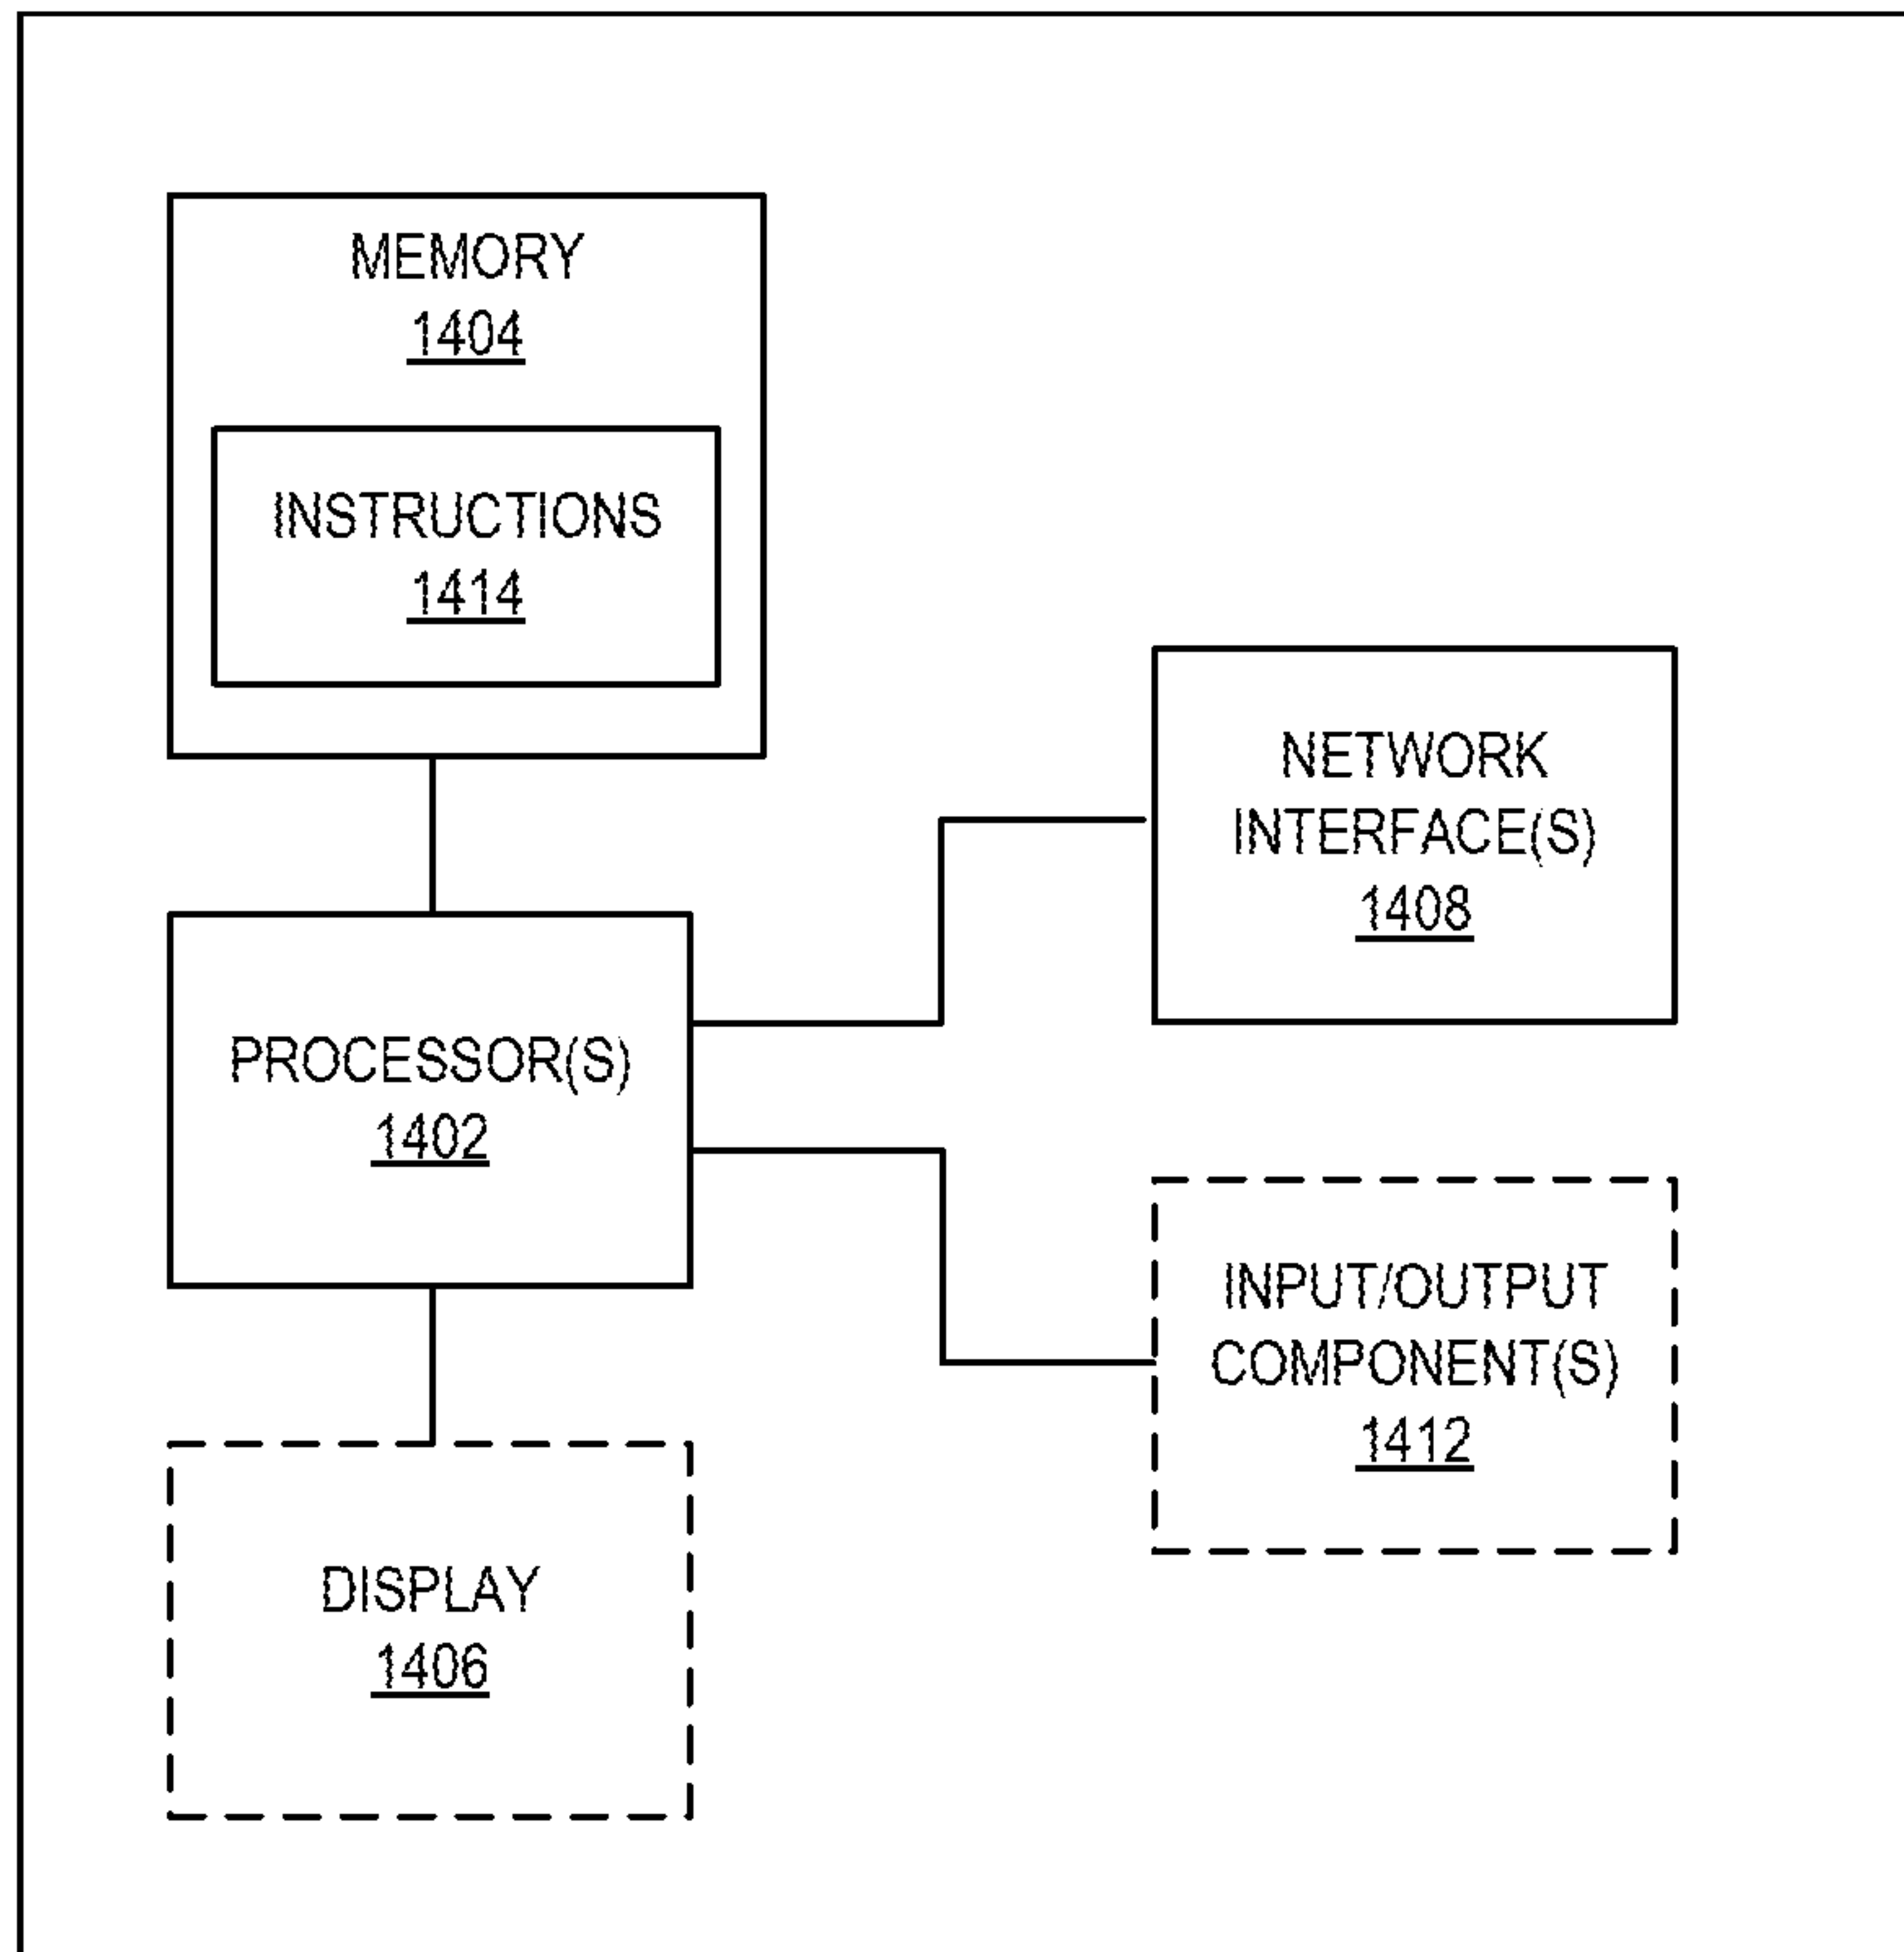 MEMORY
1404
INSTRUCTIONS
1414
NETWORK
INTERFACE(S)
1408
PROCESSOR(S)
1402
INPUT/OUTPUT
COMPONENT(S)
1412
DISPLAY
1406